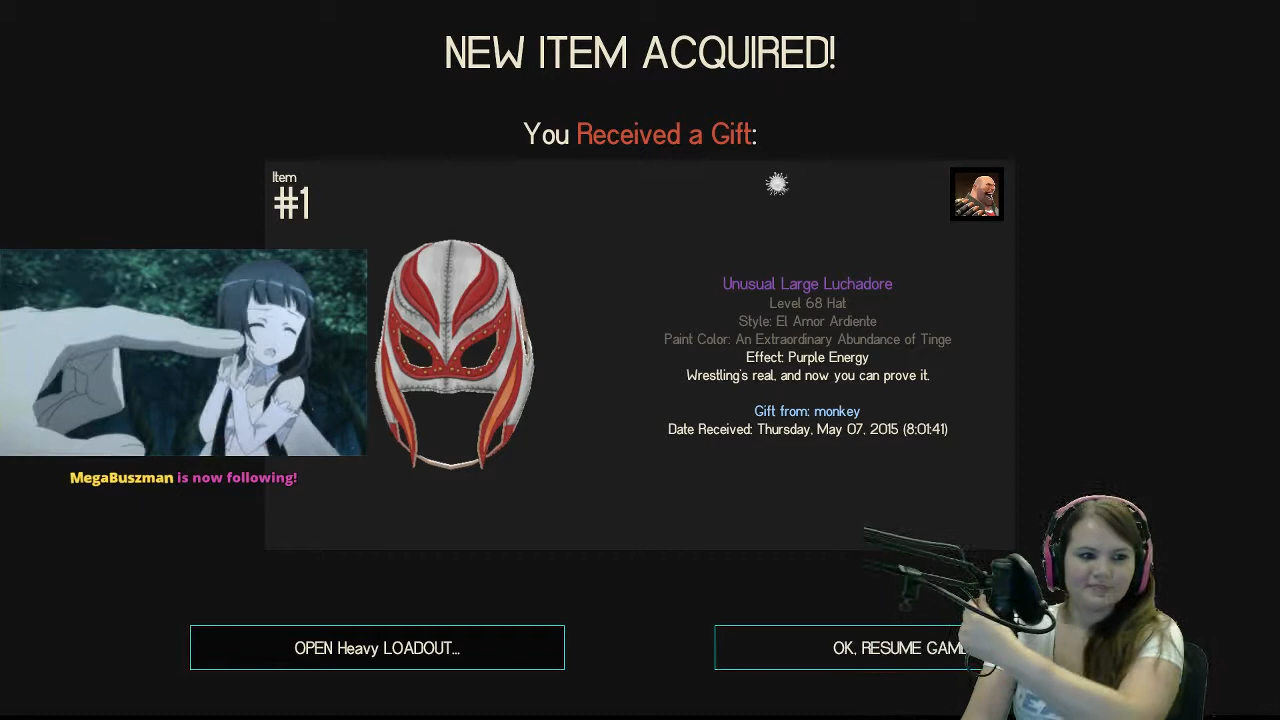 NEW ITEM ACQUIRED!
You Received a Gift:
Item
#1
Unusual Large Luchadore
Level 68 Hat
Style: El Amor Ardiente
Paint Color: An Extraordinary Abundance of Tinge
Effect: Purple Energy
Wrestling's real, and now you can prove it.
Gift from: monkey
Date Received: Thursday, May 07, 2015 (8:01:41)
MegaBuszman is now following!
OPEN Heavy LOADOUT...
OK, RESUME GAME